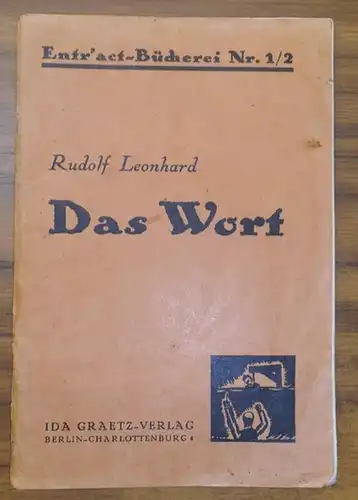 Entr'act-Bücherei Nr. 1/2
Rudolf Leonhard
Das Wort
IDA GRAETZ-VERLAG
BERLIN-CHARLOTTENBURG 4